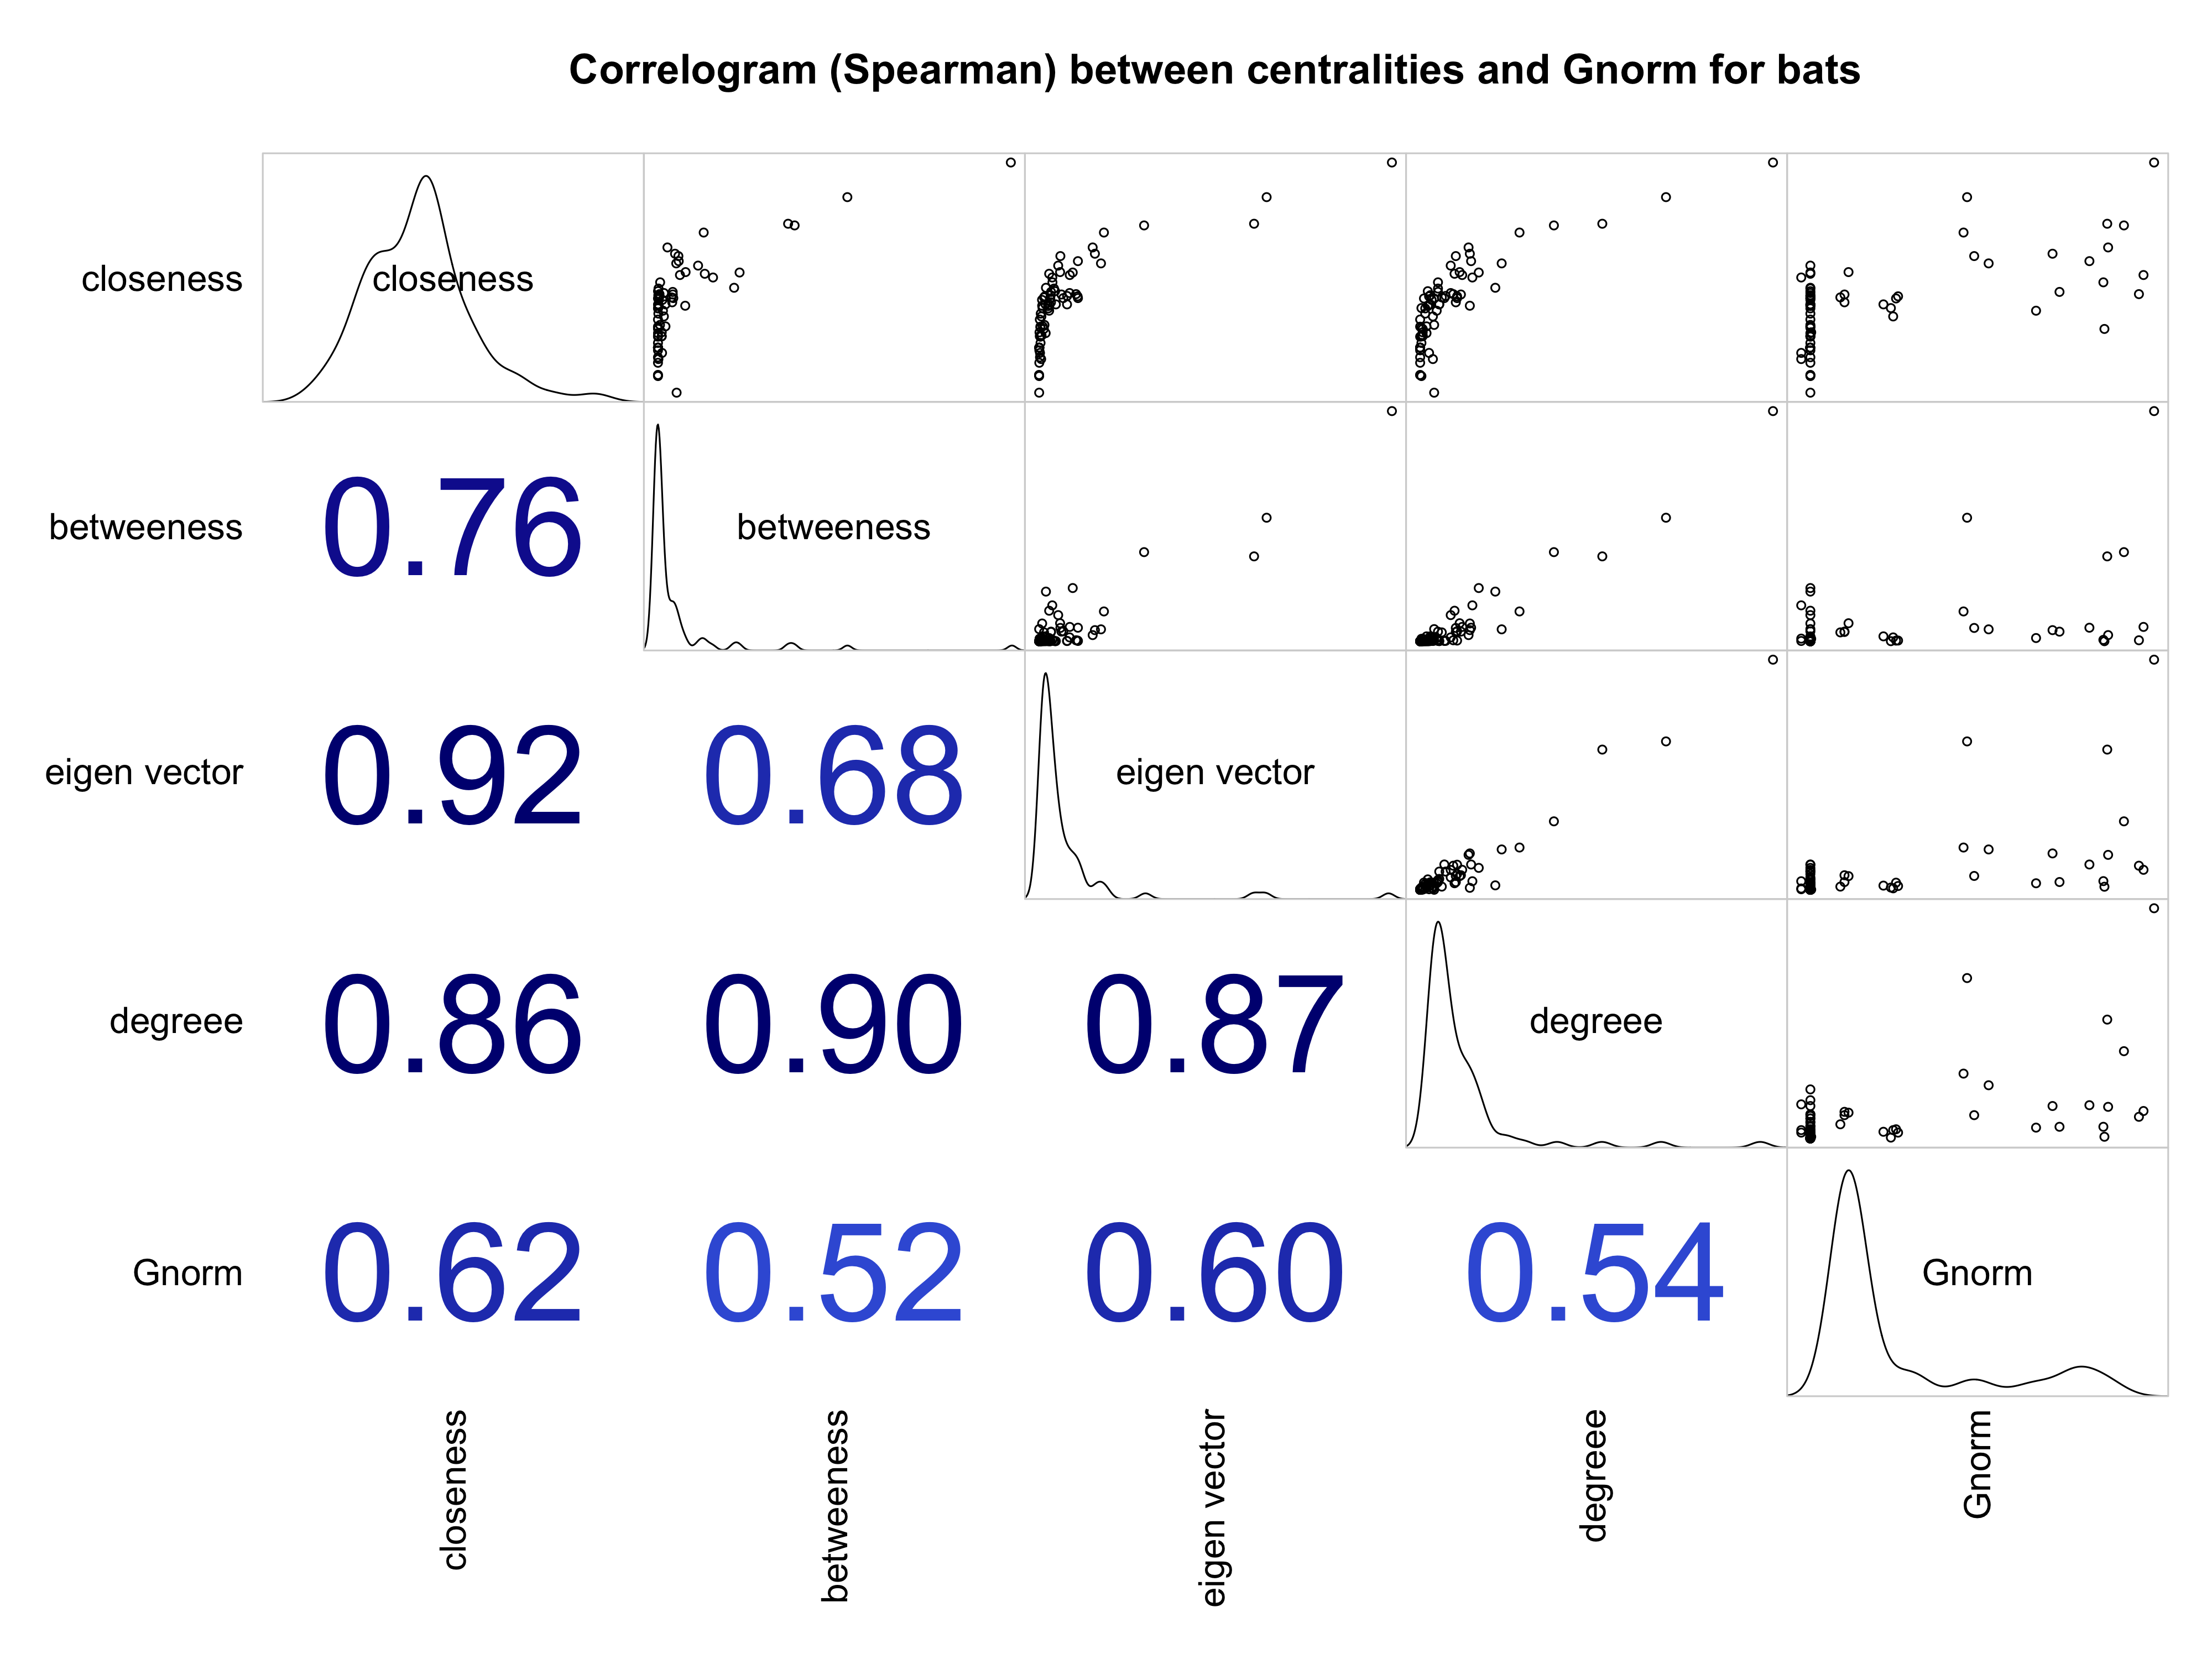 Correlogram (Spearman) between centralities and Gnorm for bats
closeness
closeness
betweeness
0.76
betweeness
eigen vector
0.92
0.68
eigen vector
degreee
0.86
0.90
0.87
degreee
Gnorm
0.62
0.52
0.60
0.54
Gnorm
closeness
betweeness
eigen vector
degreee
Gnorm